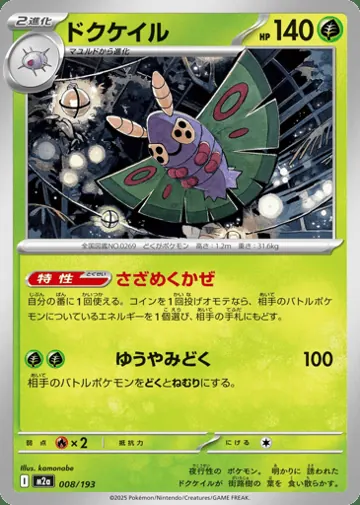 2進化
ドクケイル
HP 140
マユルドから進化
全国図鑑NO.0269 どくがポケモン 高さ：1.2m 重さ：31.6kg
特性 さざめくかぜ
自分の番に1回使える。コインを1回投げオモテなら、相手のバトルポケ
モンについているエネルギーを1個選び、相手の手札にもどす。
ゆうやみどく 100
相手のバトルポケモンをどくとねむりにする。
弱点 ×2 抵抗力 にげる
Illus. kamonabe
I m2a 008/193
夜行性の ポケモン。 明かりに 誘われた
ドクケイルが 街路樹の 葉を 食い散らかす。
©2025 Pokémon/Nintendo/Creatures/GAME FREAK.